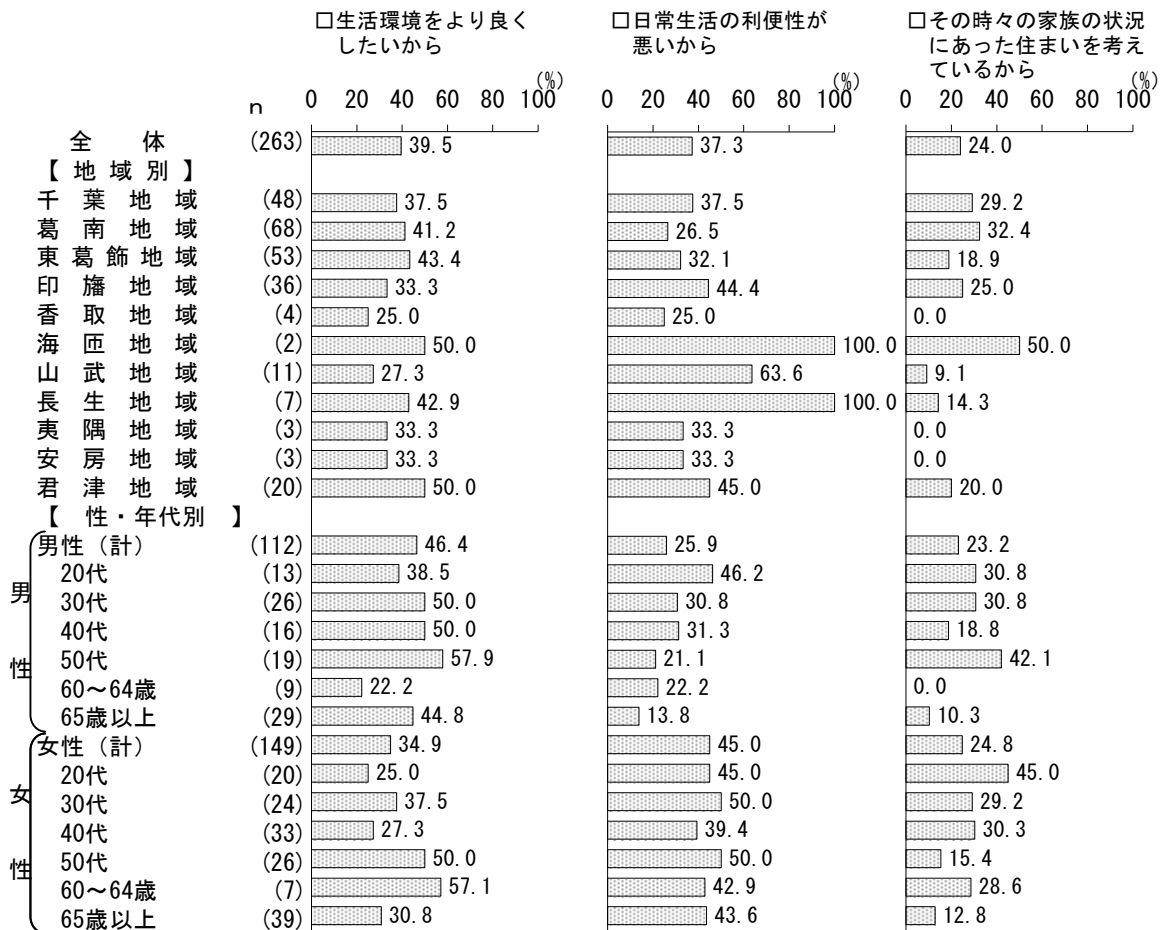 □生活環境をより良く
したいから
□日常生活の利便性が
悪いから
□その時々の家族の状況
にあった住まいを考え
ているから
(%) (%) (%)
n 0 20 40 60 80 100 0 20 40 60 80 100 0 20 40 60 80 100
全体 (263) 39.5 37.3 24.0
【地域別】
千葉地域 (48) 37.5 37.5 29.2
葛南地域 (68) 41.2 26.5 32.4
東葛飾地域 (53) 43.4 32.1 18.9
印旛地域 (36) 33.3 44.4 25.0
香取地域 (4) 25.0 25.0 0.0
海匝地域 (2) 50.0 100.0 50.0
山武地域 (11) 27.3 63.6 9.1
長生地域 (7) 42.9 100.0 14.3
夷隅地域 (3) 33.3 33.3 0.0
安房地域 (3) 33.3 33.3 0.0
君津地域 (20) 50.0 45.0 20.0
【 性・年代別 】
男性
男性（計） (112) 46.4 25.9 23.2
20代 (13) 38.5 46.2 30.8
30代 (26) 50.0 30.8 30.8
40代 (16) 50.0 31.3 18.8
50代 (19) 57.9 21.1 42.1
60～64歳 (9) 22.2 22.2 0.0
65歳以上 (29) 44.8 13.8 10.3
女性
女性（計） (149) 34.9 45.0 24.8
20代 (20) 25.0 45.0 45.0
30代 (24) 37.5 50.0 29.2
40代 (33) 27.3 39.4 30.3
50代 (26) 50.0 50.0 15.4
60～64歳 (7) 57.1 42.9 28.6
65歳以上 (39) 30.8 43.6 12.8